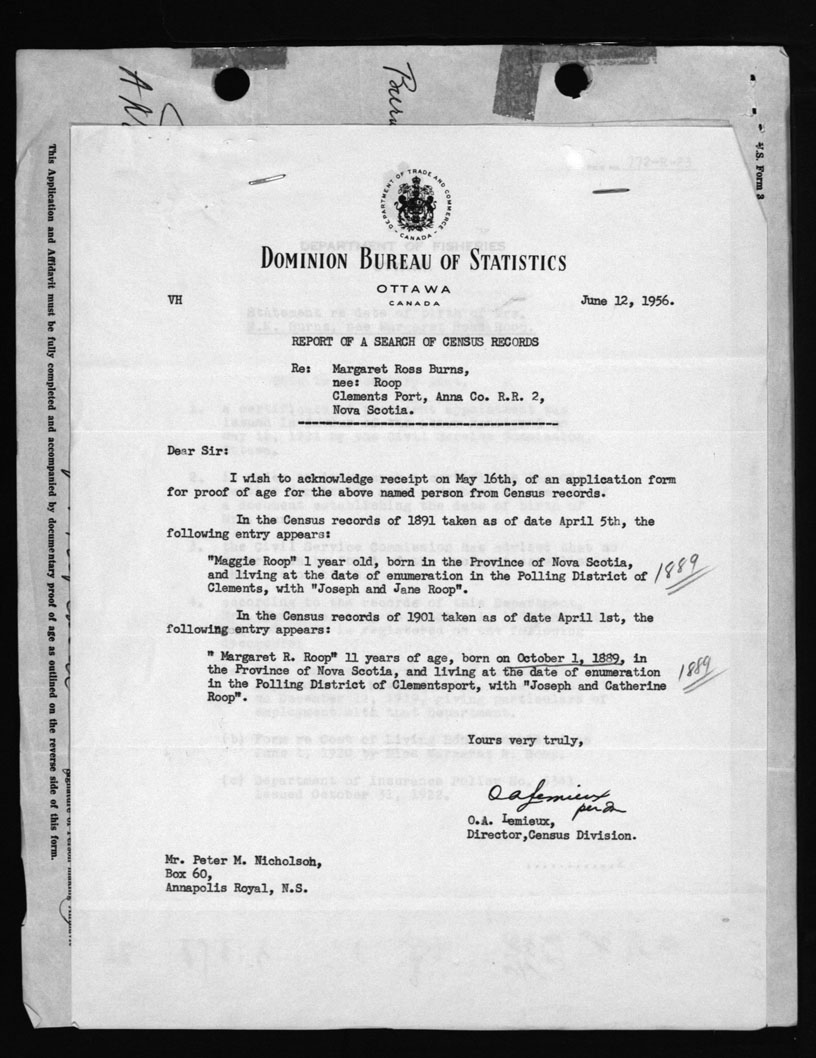 A
Burn
V.S. Form 3
This Application and Affidavit must be fully completed and accompanied by documentary proof of age as outlined on the reverse side of this form.
772-R-23
DEPARTMENT OF TRADE AND COMMERCE
CANADA
DEPARTMENT OF FISHERIES
DOMINION BUREAU OF STATISTICS
OTTAWA
CANADA
VH
June 12, 1956.
REPORT OF A SEARCH OF CENSUS RECORDS
Re: Margaret Ross Burns,
nee: Roop
Clements Port, Anna Co. R.R. 2,
Nova Scotia.
Dear Sir:
I wish to acknowledge receipt on May 16th, of an application form
for proof of age for the above named person from Census records.
In the Census records of 1891 taken as of date April 5th, the
following entry appears:
"Maggie Roop" 1 year old, born in the Province of Nova Scotia,
and living at the date of enumeration in the Polling District of
Clements, with "Joseph and Jane Roop".
1889
In the Census records of 1901 taken as of date April 1st, the
following entry appears:
" Margaret R. Roop" 11 years of age, born on October 1, 1889, in
the Province of Nova Scotia, and living at the date of enumeration
in the Polling District of Clementsport, with "Joseph and Catherine
Roop".
1889
Yours very truly,
O A Lemieux
per
O.A. Lemieux,
Director,Census Division.
Mr. Peter M. Nicholson,
Box 60,
Annapolis Royal, N.S.